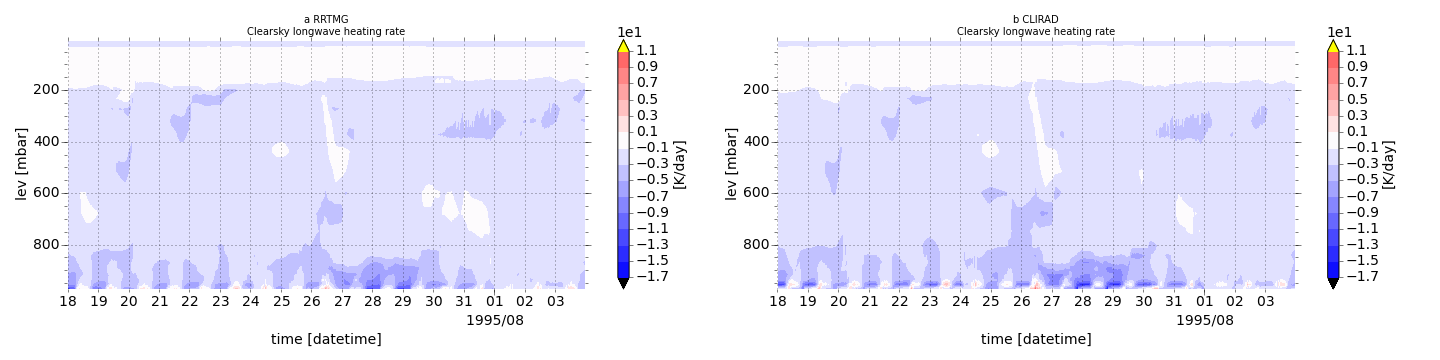 a RRTMG
Clearsky longwave heating rate
1e1
1.1
0.9
0.7
0.5
0.3
0.1
−0.1
−0.3
−0.5
−0.7
−0.9
−1.1
−1.3
−1.5
−1.7
[K/day]
lev [mbar]
200
400
600
800
18 19 20 21 22 23 24 25 26 27 28 29 30 31 01 02 03
1995/08
time [datetime]
b CLIRAD
Clearsky longwave heating rate
1e1
1.1
0.9
0.7
0.5
0.3
0.1
−0.1
−0.3
−0.5
−0.7
−0.9
−1.1
−1.3
−1.5
−1.7
[K/day]
lev [mbar]
200
400
600
800
18 19 20 21 22 23 24 25 26 27 28 29 30 31 01 02 03
1995/08
time [datetime]